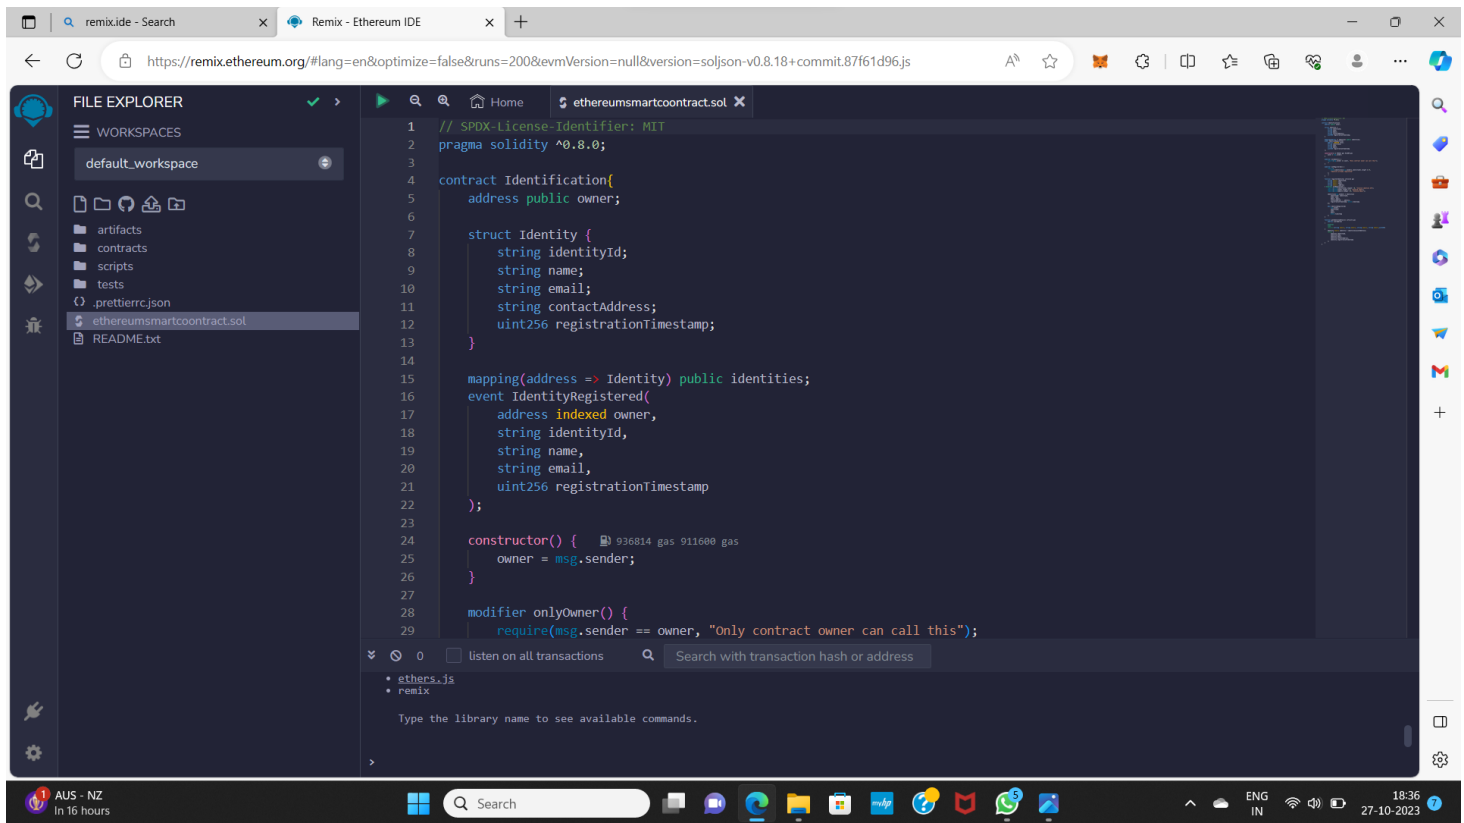 remix.ide - Search
Remix - Ethereum IDE
https://remix.ethereum.org/#lang=en&optimize=false&runs=200&evmVersion=null&version=soljson-v0.8.18+commit.87f61d96.js
FILE EXPLORER
WORKSPACES
default_workspace
artifacts
contracts
scripts
tests
{} .prettierrc.json
ethereumsmartcoontract.sol
README.txt
Home
ethereumsmartcoontract.sol
1 // SPDX-License-Identifier: MIT
2 pragma solidity ^0.8.0;
3
4 contract Identification{
5 address public owner;
6
7 struct Identity {
8 string identityId;
9 string name;
10 string email;
11 string contactAddress;
12 uint256 registrationTimestamp;
13 }
14
15 mapping(address => Identity) public identities;
16 event IdentityRegistered(
17 address indexed owner,
18 string identityId,
19 string name,
20 string email,
21 uint256 registrationTimestamp
22 );
23
24 constructor() { 936814 gas 911600 gas
25 owner = msg.sender;
26 }
27
28 modifier onlyOwner() {
29 require(msg.sender == owner, "Only contract owner can call this");
0
listen on all transactions
Search with transaction hash or address
• ethers.js
• remix
Type the library name to see available commands.
>
1
AUS - NZ
In 16 hours
Search
myhp
5
ENG
IN
18:36
27-10-2023
7